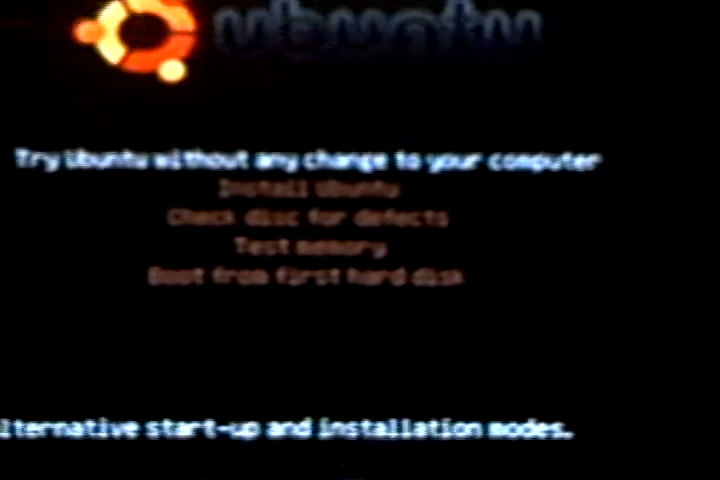 ubuntu
Try Ubuntu without any change to your computer
Install Ubuntu
Check disc for defects
Test memory
Boot from first hard disk
lternative start-up and installation modes.